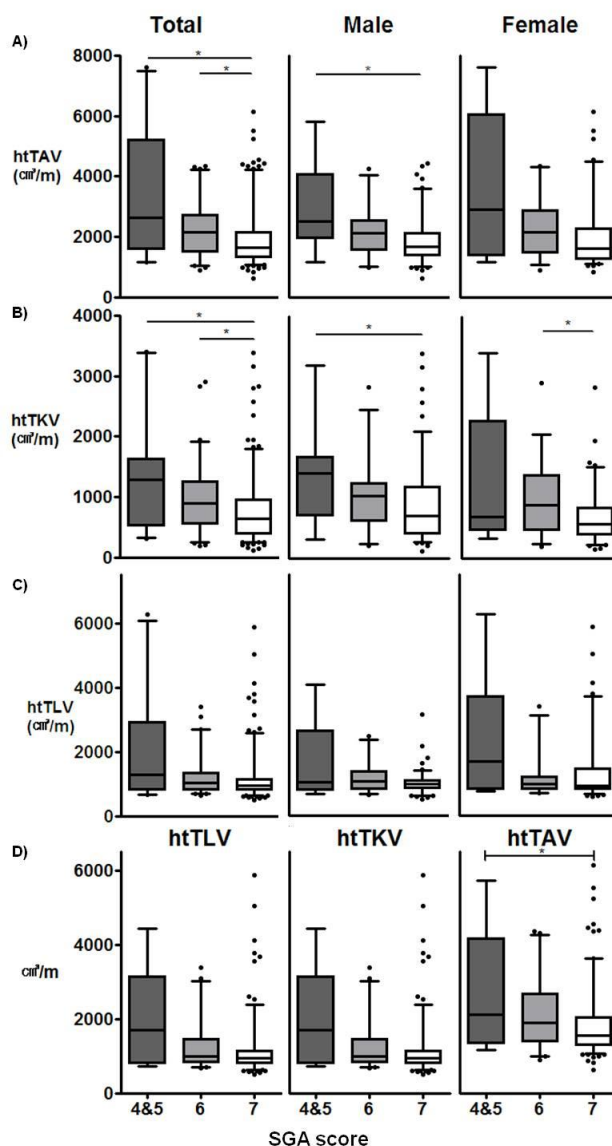 Total Male Female
A)
8000
6000
htTAV
(㎤/m)
4000
2000
0
* * *
B)
4000
3000
htTKV
(㎤/m)
2000
1000
0
* * * *
C)
6000
htTLV
(㎤/m)
4000
2000
0
D) htTLV htTKV htTAV
6000
*
4000
㎤/m
2000
0
4&5 6 7 4&5 6 7 4&5 6 7
SGA score